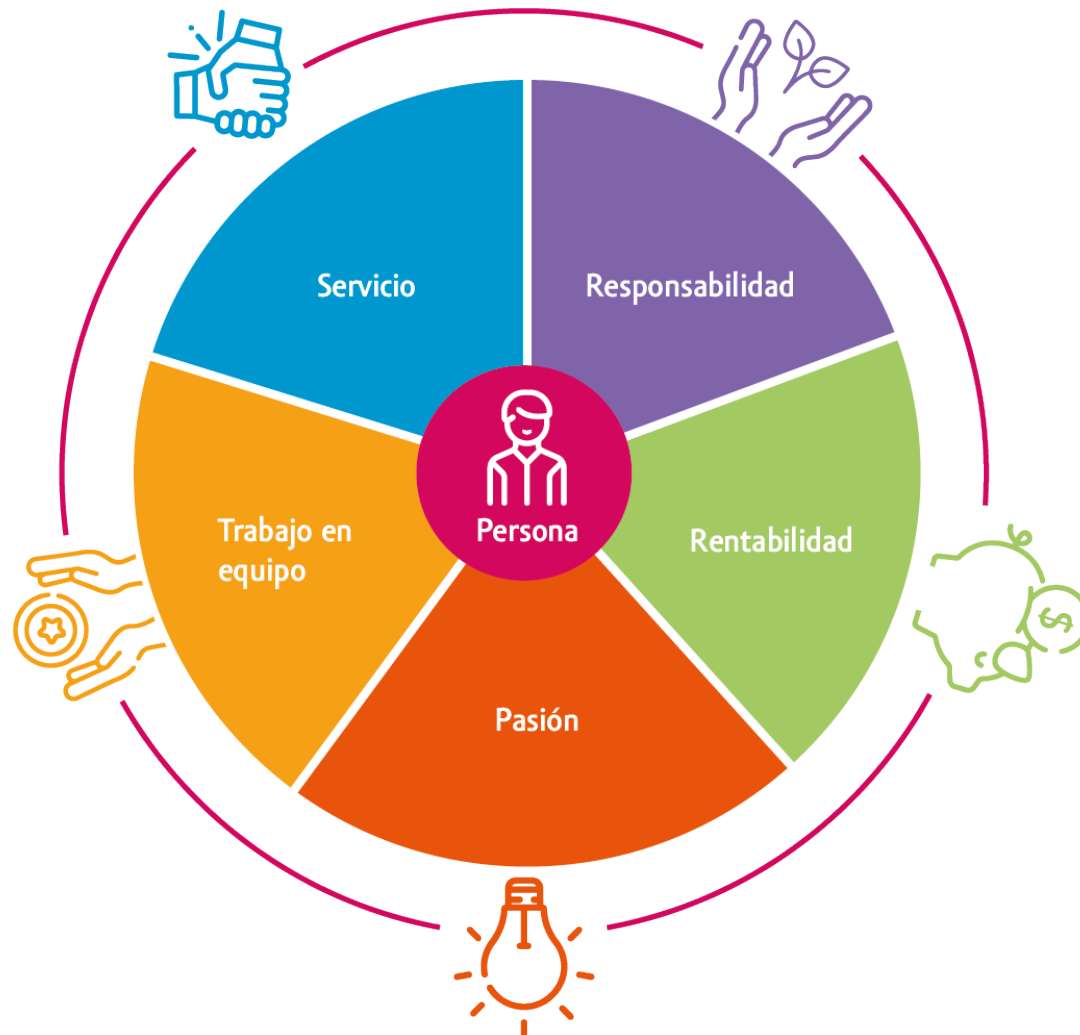 Servicio
Responsabilidad
Persona
Trabajo en
equipo
Rentabilidad
Pasión
$